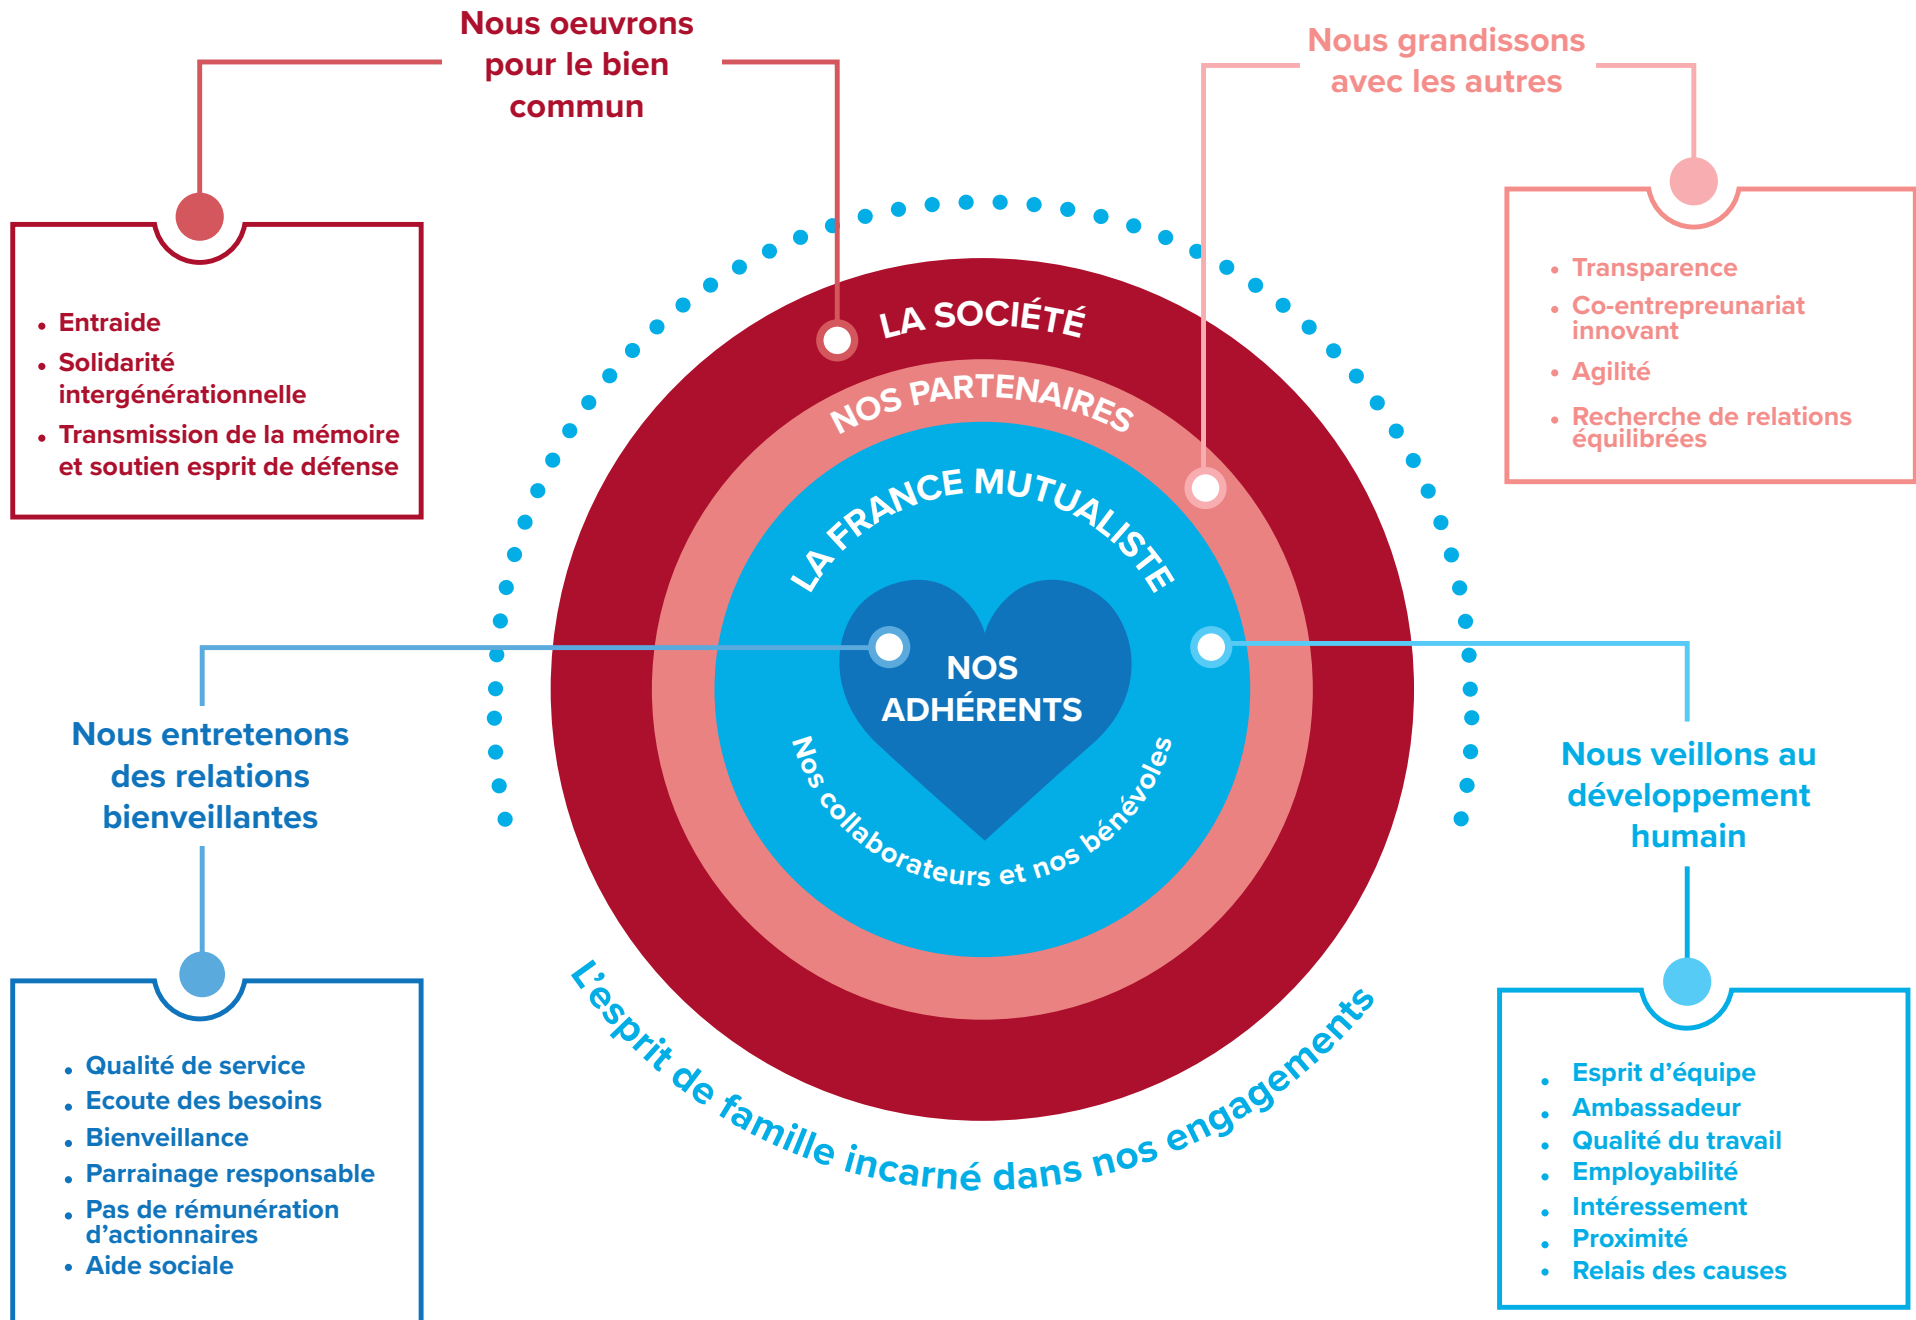 Nous oeuvrons
pour le bien
commun
• Entraide
• Solidarité
intergénérationnelle
• Transmission de la mémoire
et soutien esprit de défense
Nous grandissons
avec les autres
• Transparence
• Co-entrepreunariat
innovant
• Agilité
• Recherche de relations
équilibrées
LA SOCIÉTÉ
NOS PARTENAIRES
LA FRANCE MUTUALISTE
NOS
ADHÉRENTS
Nos collaborateurs et nos bénévoles
L'esprit de famille incarné dans nos engagements
Nous entretenons
des relations
bienveillantes
• Qualité de service
• Ecoute des besoins
• Bienveillance
• Parrainage responsable
• Pas de rémunération
d'actionnaires
• Aide sociale
Nous veillons au
développement
humain
• Esprit d'équipe
• Ambassadeur
• Qualité du travail
• Employabilité
• Intéressement
• Proximité
• Relais des causes